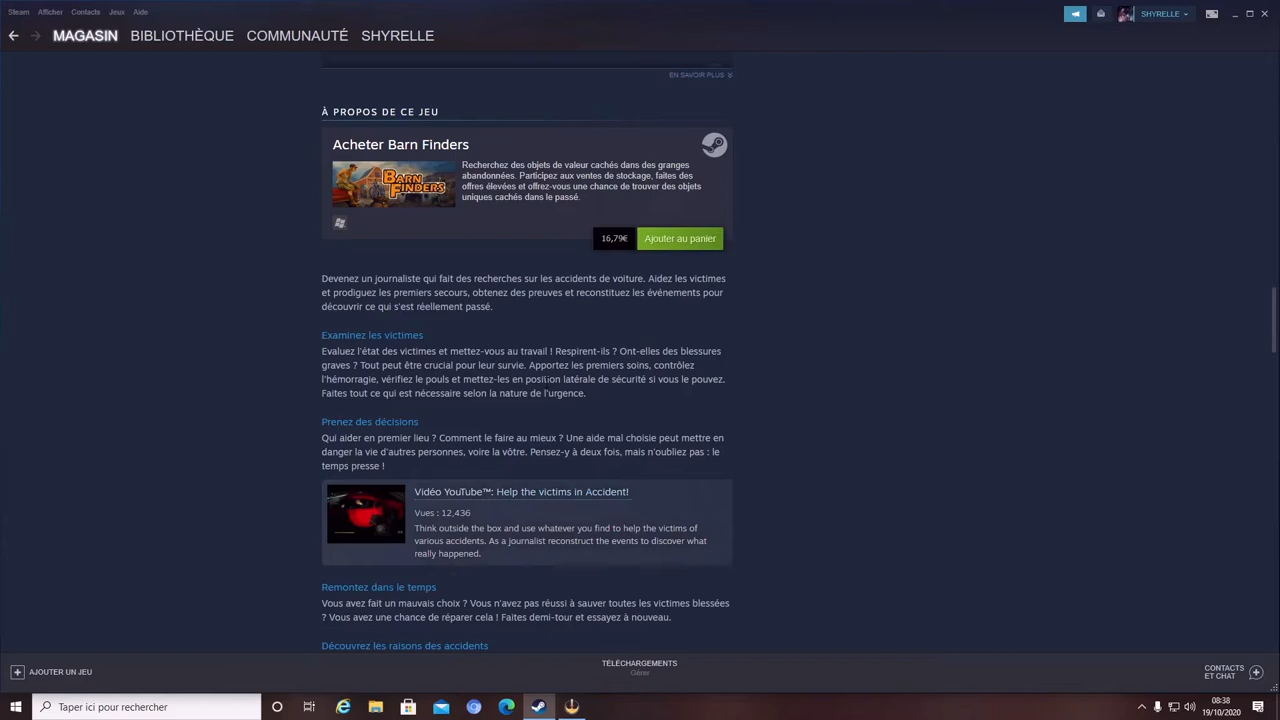 Steam Afficher Contacts Jeux Aide
SHYRELLE
MAGASIN BIBLIOTHÈQUE COMMUNAUTÉ SHYRELLE
EN SAVOIR PLUS
À PROPOS DE CE JEU
Acheter Barn Finders
BARN FINDERS
Recherchez des objets de valeur cachés dans des granges
abandonnées. Participez aux ventes de stockage, faites des
offres élevées et offrez-vous une chance de trouver des objets
uniques cachés dans le passé.
16,79€ Ajouter au panier
Devenez un journaliste qui fait des recherches sur les accidents de voiture. Aidez les victimes
et prodiguez les premiers secours, obtenez des preuves et reconstituez les événements pour
découvrir ce qui s'est réellement passé.
Examinez les victimes
Evaluez l'état des victimes et mettez-vous au travail ! Respirent-ils ? Ont-elles des blessures
graves ? Tout peut être crucial pour leur survie. Apportez les premiers soins, contrôlez
l'hémorragie, vérifiez le pouls et mettez-les en position latérale de sécurité si vous le pouvez.
Faites tout ce qui est nécessaire selon la nature de l'urgence.
Prenez des décisions
Qui aider en premier lieu ? Comment le faire au mieux ? Une aide mal choisie peut mettre en
danger la vie d'autres personnes, voire la vôtre. Pensez-y à deux fois, mais n'oubliez pas : le
temps presse !
Vidéo YouTube™: Help the victims in Accident!
Vues : 12,436
Think outside the box and use whatever you find to help the victims of
various accidents. As a journalist reconstruct the events to discover what
really happened.
Remontez dans le temps
Vous avez fait un mauvais choix ? Vous n'avez pas réussi à sauver toutes les victimes blessées
? Vous avez une chance de réparer cela ! Faites demi-tour et essayez à nouveau.
Découvrez les raisons des accidents
AJOUTER UN JEU
TÉLÉCHARGEMENTS
Gérer
CONTACTS
ET CHAT
Taper ici pour rechercher
08:38
19/10/2020